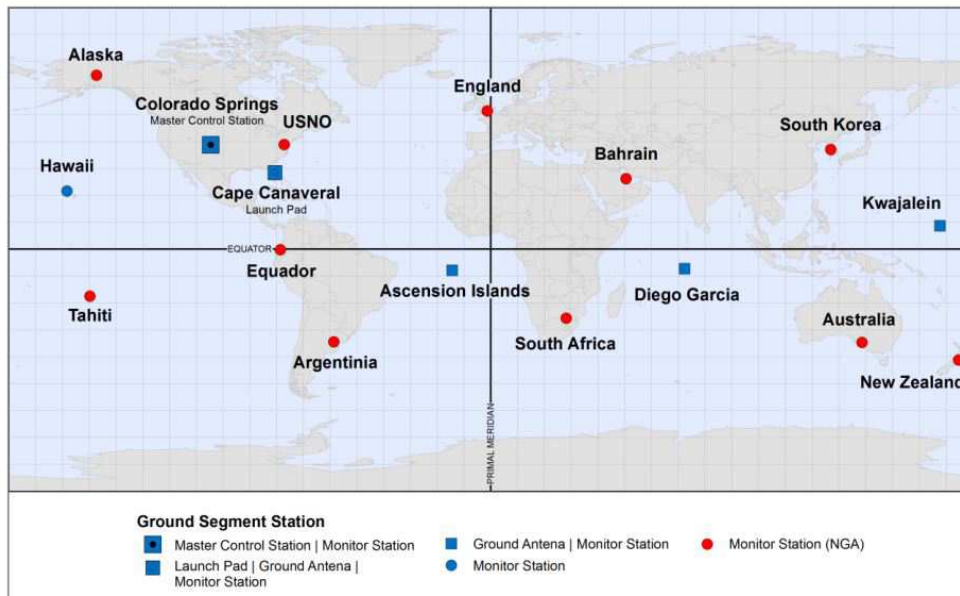 Alaska
England
Colorado Springs
Master Control Station
USNO
South Korea
Bahrain
Hawaii
Cape Canaveral
Launch Pad
Kwajalein
EQUATOR
Equador
Ascension Islands
Diego Garcia
Tahiti
South Africa
Australia
Argentinia
New Zealand
PRIMAL MERIDIAN
Ground Segment Station
Master Control Station | Monitor Station
Ground Antena | Monitor Station
Monitor Station (NGA)
Launch Pad | Ground Antena |
Monitor Station
Monitor Station